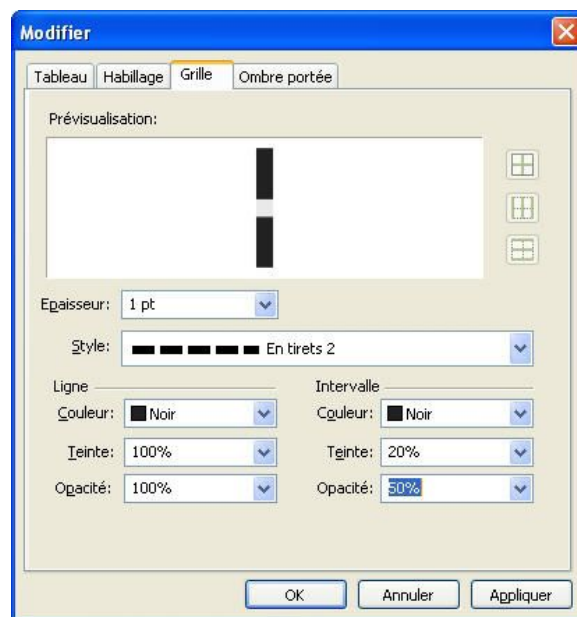 Modifier
Tableau Habillage Grille Ombre portée
Prévisualisation:
Epaisseur: 1 pt
Style: En tirets 2
Ligne Intervalle
Couleur: Noir Couleur: Noir
Teinte: 100% Teinte: 20%
Opacité: 100% Opacité: 50%
OK Annuler Appliquer